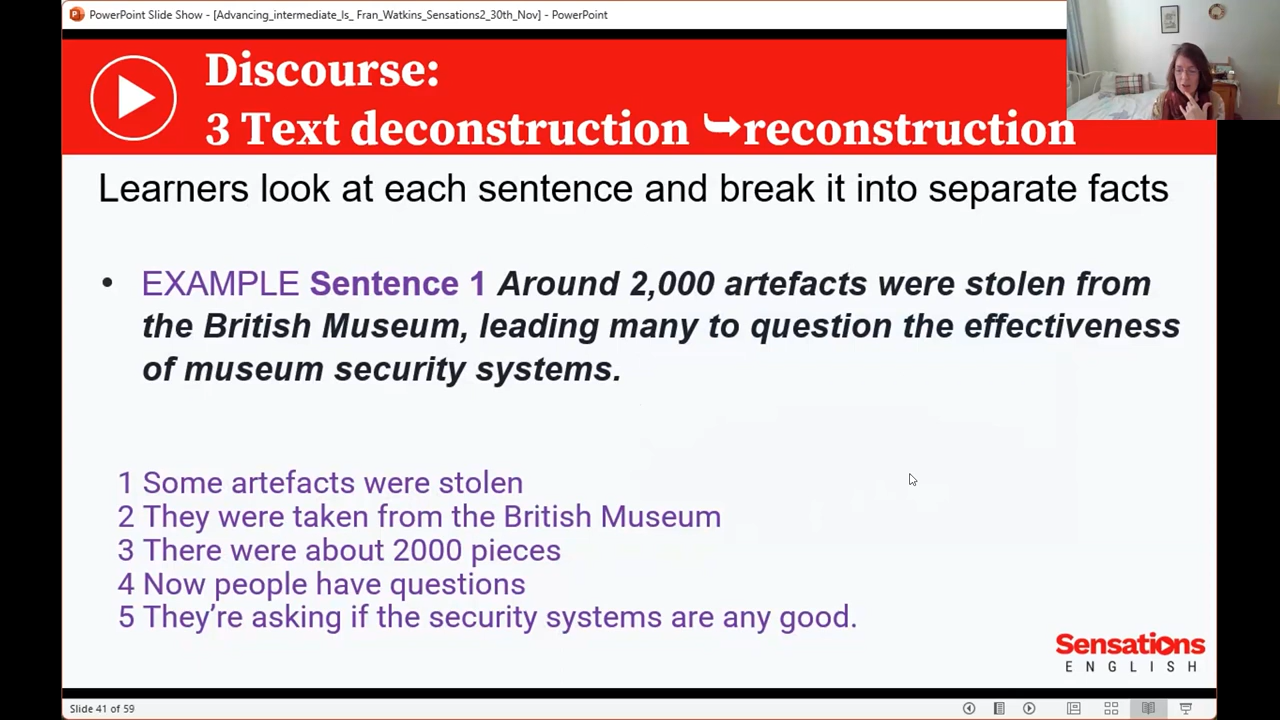 PowerPoint Slide Show - [Advancing_intermediate_ls_ Fran_Watkins_Sensations2_30th_Nov] - PowerPoint
Discourse:
3 Text deconstruction ⤷reconstruction
Learners look at each sentence and break it into separate facts
• EXAMPLE Sentence 1 Around 2,000 artefacts were stolen from
the British Museum, leading many to question the effectiveness
of museum security systems.
1 Some artefacts were stolen
2 They were taken from the British Museum
3 There were about 2000 pieces
4 Now people have questions
5 They’re asking if the security systems are any good.
Sensations
ENGLISH
Slide 41 of 59